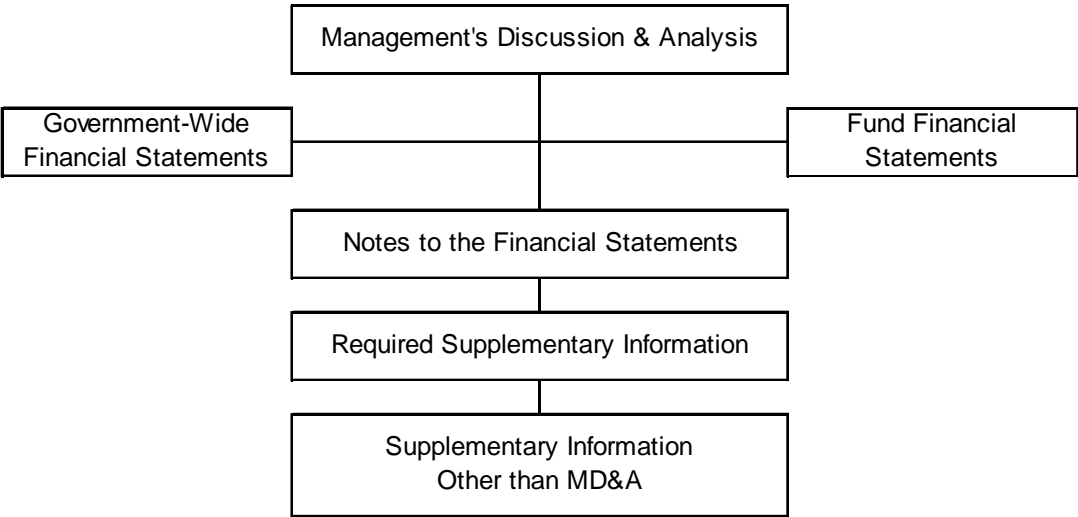 Management's Discussion & Analysis
Government-Wide
Financial Statements
Fund Financial
Statements
Notes to the Financial Statements
Required Supplementary Information
Supplementary Information
Other than MD&A